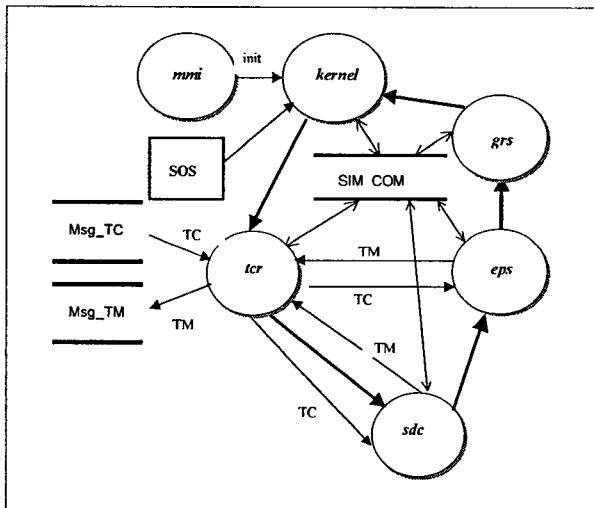 mmi
init
kernel
grs
SOS
SIM COM
Msg_TC
TC
tcr
TM
eps
TC
Msg_TM
TM
TM
TC
sdc